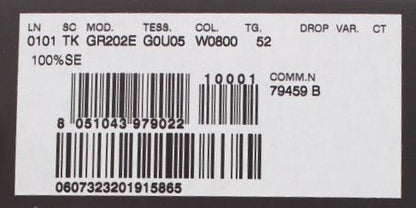 LN SC MOD. TESS. COL. TG. DROP VAR. CT
0101 TK GR202E G0U05 W0800 52
100%SE
10001 COMM.N
79459 B
8 051043 979022
0607323201915865